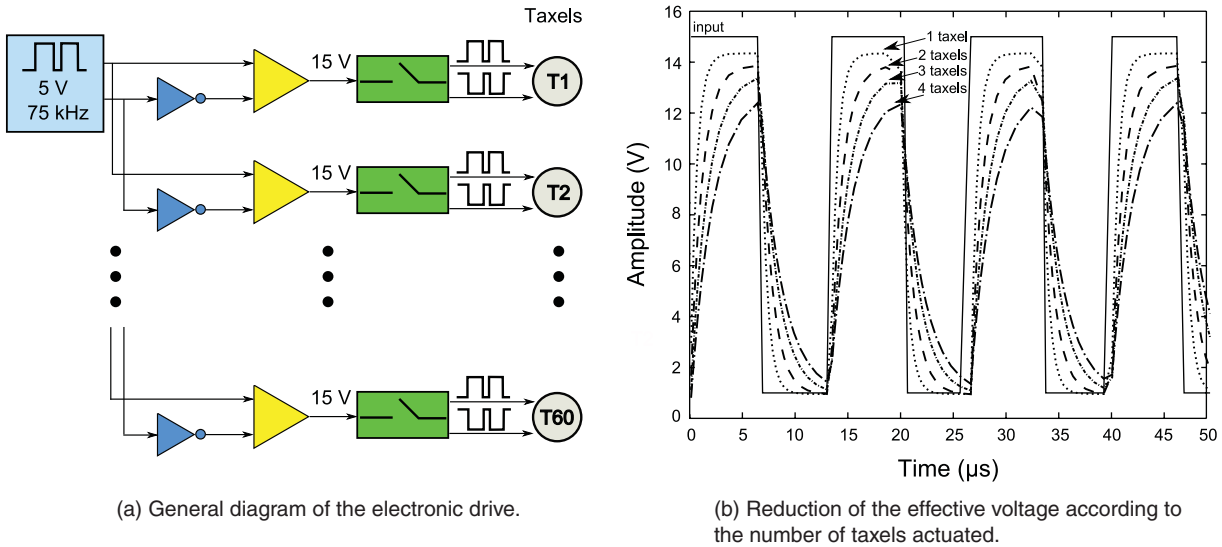 Taxels
5 V
75 kHz
15 V
T1
15 V
T2
15 V
T60
(a) General diagram of the electronic drive.
input
1 taxel
2 taxels
3 taxels
4 taxels
Amplitude (V)
16
14
12
10
8
6
4
2
0
0 5 10 15 20 25 30 35 40 45 50
Time (µs)
(b) Reduction of the effective voltage according to
the number of taxels actuated.